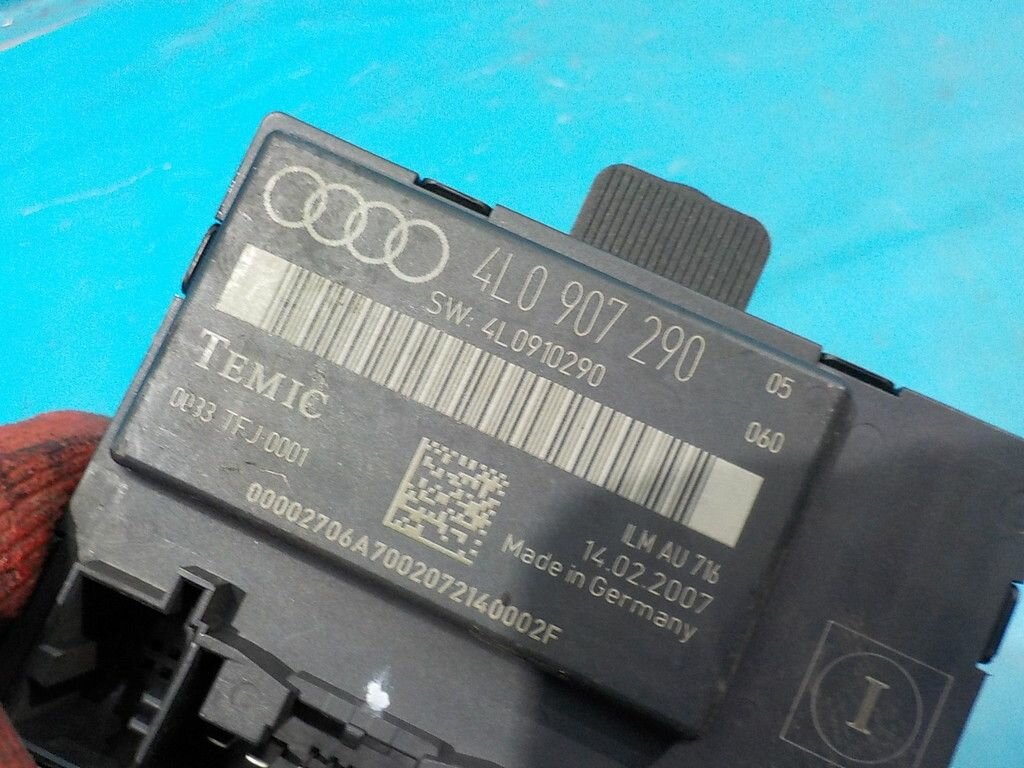 4L0 907 290
SW: 4L0910290
05
060
TEMIC
0033 TFJ-0001
00002706A7002072140002F
ILM AU 716
14.02.2007
Made in Germany
I